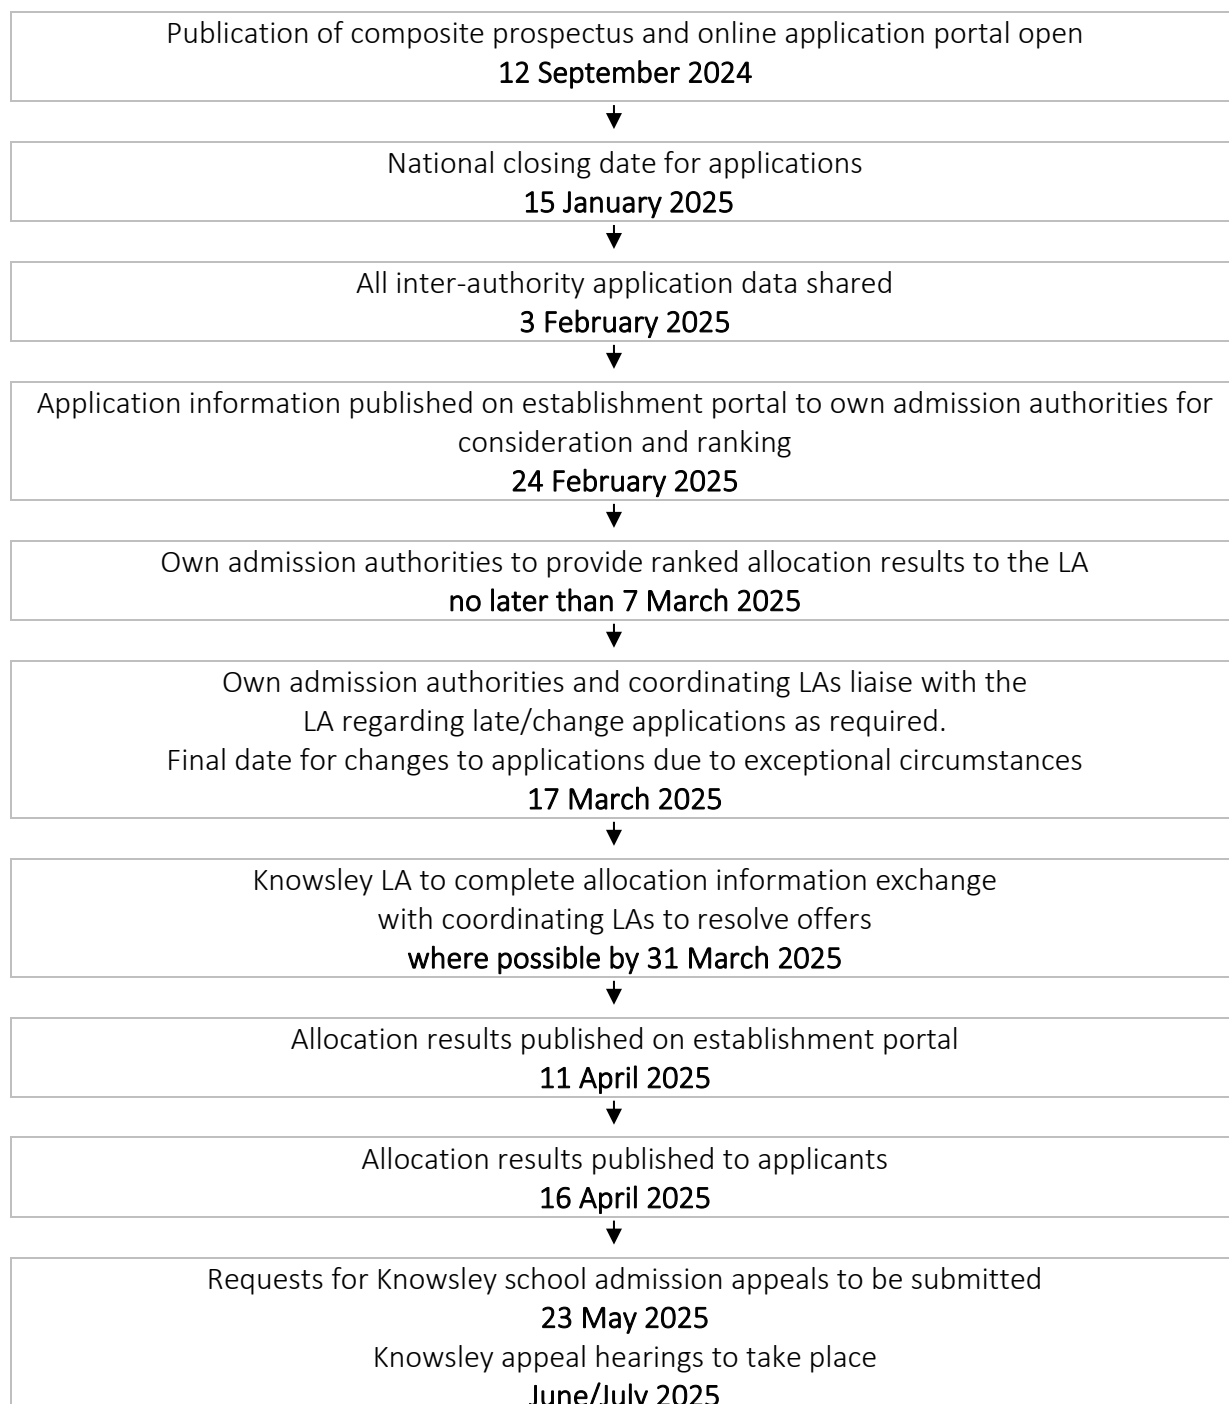 Publication of composite prospectus and online application portal open
12 September 2024
National closing date for applications
15 January 2025
All inter-authority application data shared
3 February 2025
Application information published on establishment portal to own admission authorities for
consideration and ranking
24 February 2025
Own admission authorities to provide ranked allocation results to the LA
no later than 7 March 2025
Own admission authorities and coordinating LAs liaise with the
LA regarding late/change applications as required.
Final date for changes to applications due to exceptional circumstances
17 March 2025
Knowsley LA to complete allocation information exchange
with coordinating LAs to resolve offers
where possible by 31 March 2025
Allocation results published on establishment portal
11 April 2025
Allocation results published to applicants
16 April 2025
Requests for Knowsley school admission appeals to be submitted
23 May 2025
Knowsley appeal hearings to take place
June/July 2025